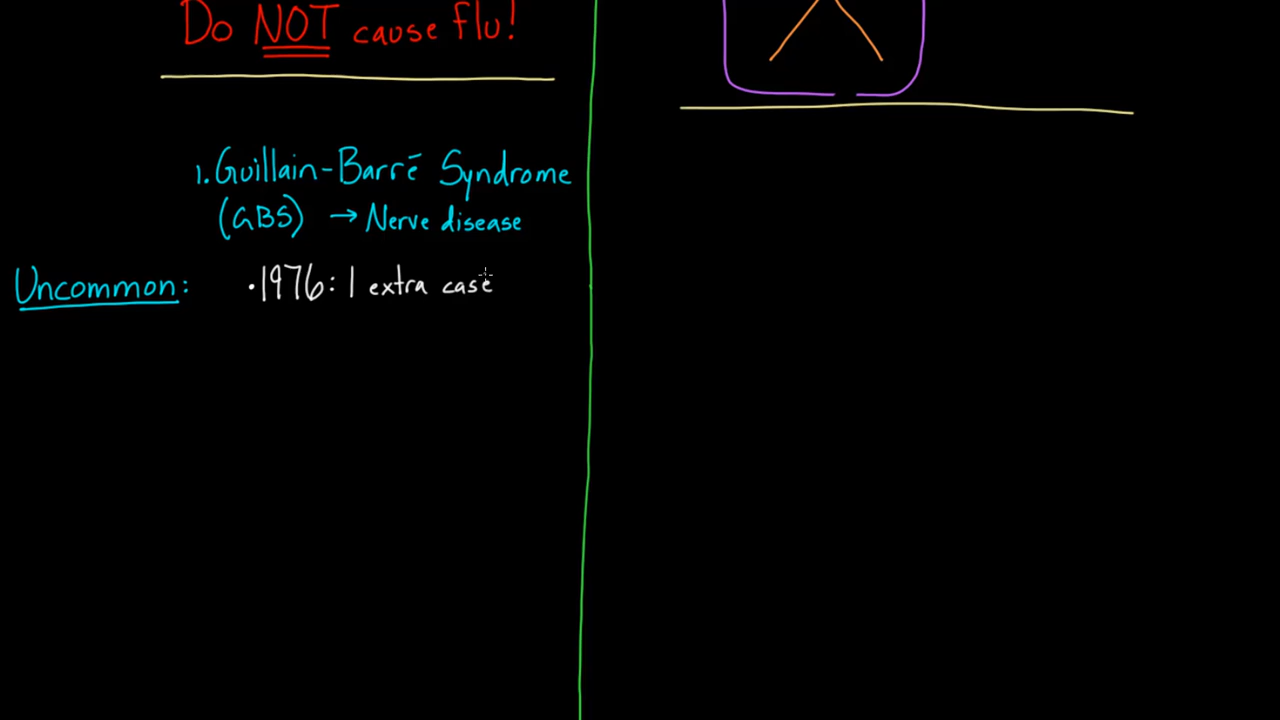 Do NOT cause flu!
1. Guillain-Barré Syndrome
(GBS) → Nerve disease
Uncommon: •1976: 1 extra case